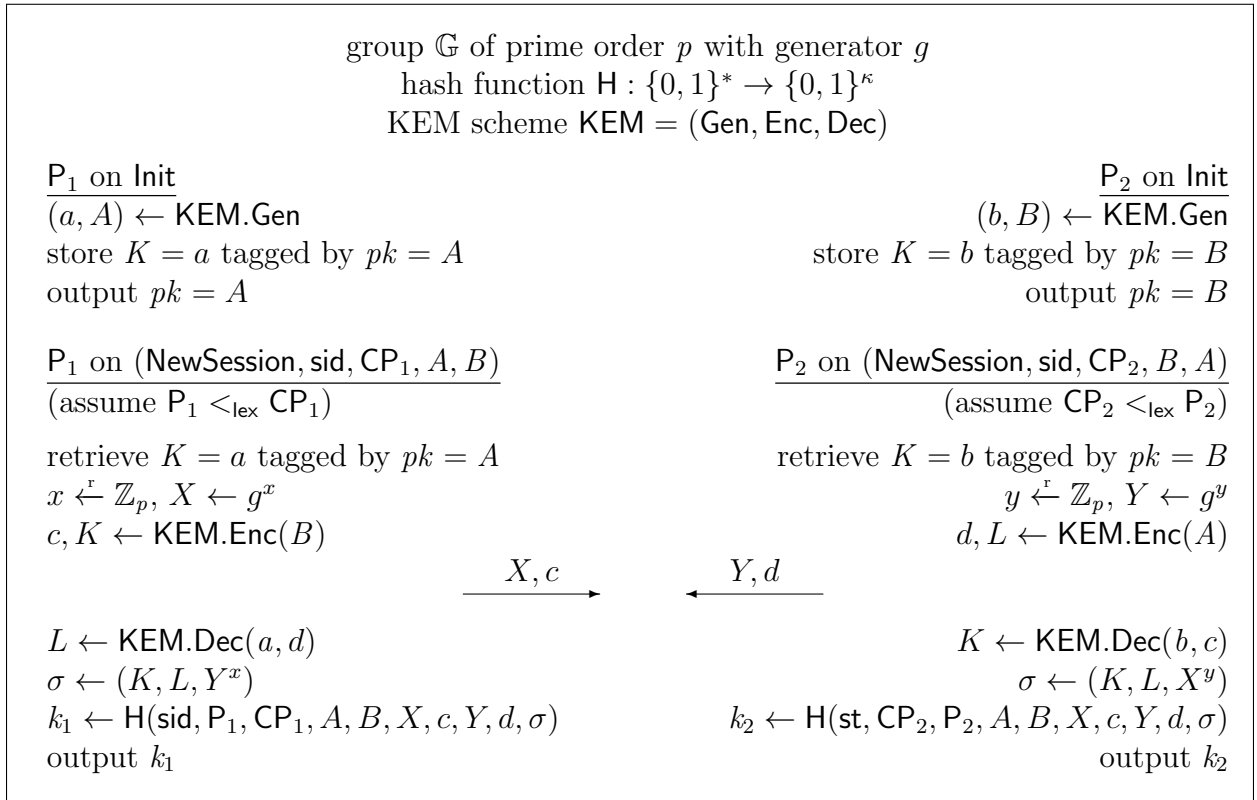 group 𝔾 of prime order p with generator g
hash function H : {0, 1}* → {0, 1}^κ
KEM scheme KEM = (Gen, Enc, Dec)
P₁ on Init
(a, A) ← KEM.Gen
store K = a tagged by pk = A
output pk = A
P₂ on Init
(b, B) ← KEM.Gen
store K = b tagged by pk = B
output pk = B
P₁ on (NewSession, sid, CP₁, A, B)
(assume P₁ <_lex CP₁)
retrieve K = a tagged by pk = A
x ←ʳ ℤ_p, X ← g^x
c, K ← KEM.Enc(B)
P₂ on (NewSession, sid, CP₂, B, A)
(assume CP₂ <_lex P₂)
retrieve K = b tagged by pk = B
y ←ʳ ℤ_p, Y ← g^y
d, L ← KEM.Enc(A)
X, c
Y, d
L ← KEM.Dec(a, d)
σ ← (K, L, Y^x)
k₁ ← H(sid, P₁, CP₁, A, B, X, c, Y, d, σ)
output k₁
K ← KEM.Dec(b, c)
σ ← (K, L, X^y)
k₂ ← H(st, CP₂, P₂, A, B, X, c, Y, d, σ)
output k₂